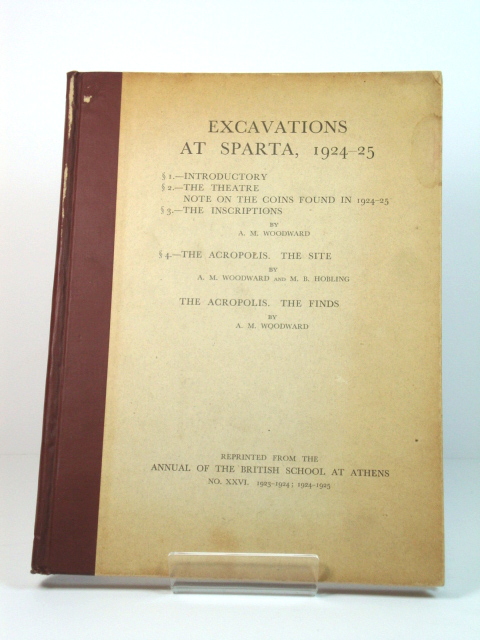 EXCAVATIONS
AT SPARTA, 1924-25
§ 1.—INTRODUCTORY
§ 2.—THE THEATRE
NOTE ON THE COINS FOUND IN 1924-25
§ 3.—THE INSCRIPTIONS
BY
A. M. WOODWARD
§ 4.—THE ACROPOLIS. THE SITE
BY
A. M. WOODWARD AND M. B. HOBLING
THE ACROPOLIS. THE FINDS
BY
A. M. WOODWARD
REPRINTED FROM THE
ANNUAL OF THE BRITISH SCHOOL AT ATHENS
NO. XXVI. 1923-1924; 1924-1925